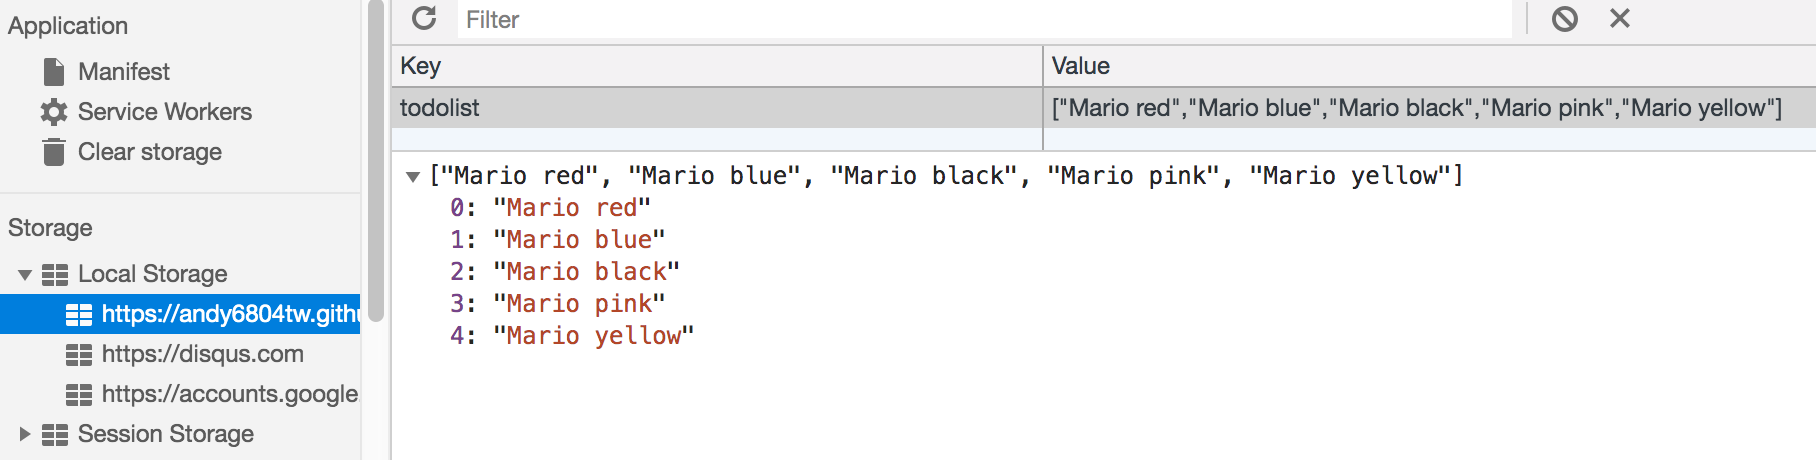 Application
Manifest
Service Workers
Clear storage
Storage
Local Storage
https://andy6804tw.gith
https://disqus.com
https://accounts.google.
Session Storage
Filter
Key Value
todolist ["Mario red","Mario blue","Mario black","Mario pink","Mario yellow"]
["Mario red", "Mario blue", "Mario black", "Mario pink", "Mario yellow"]
0: "Mario red"
1: "Mario blue"
2: "Mario black"
3: "Mario pink"
4: "Mario yellow"